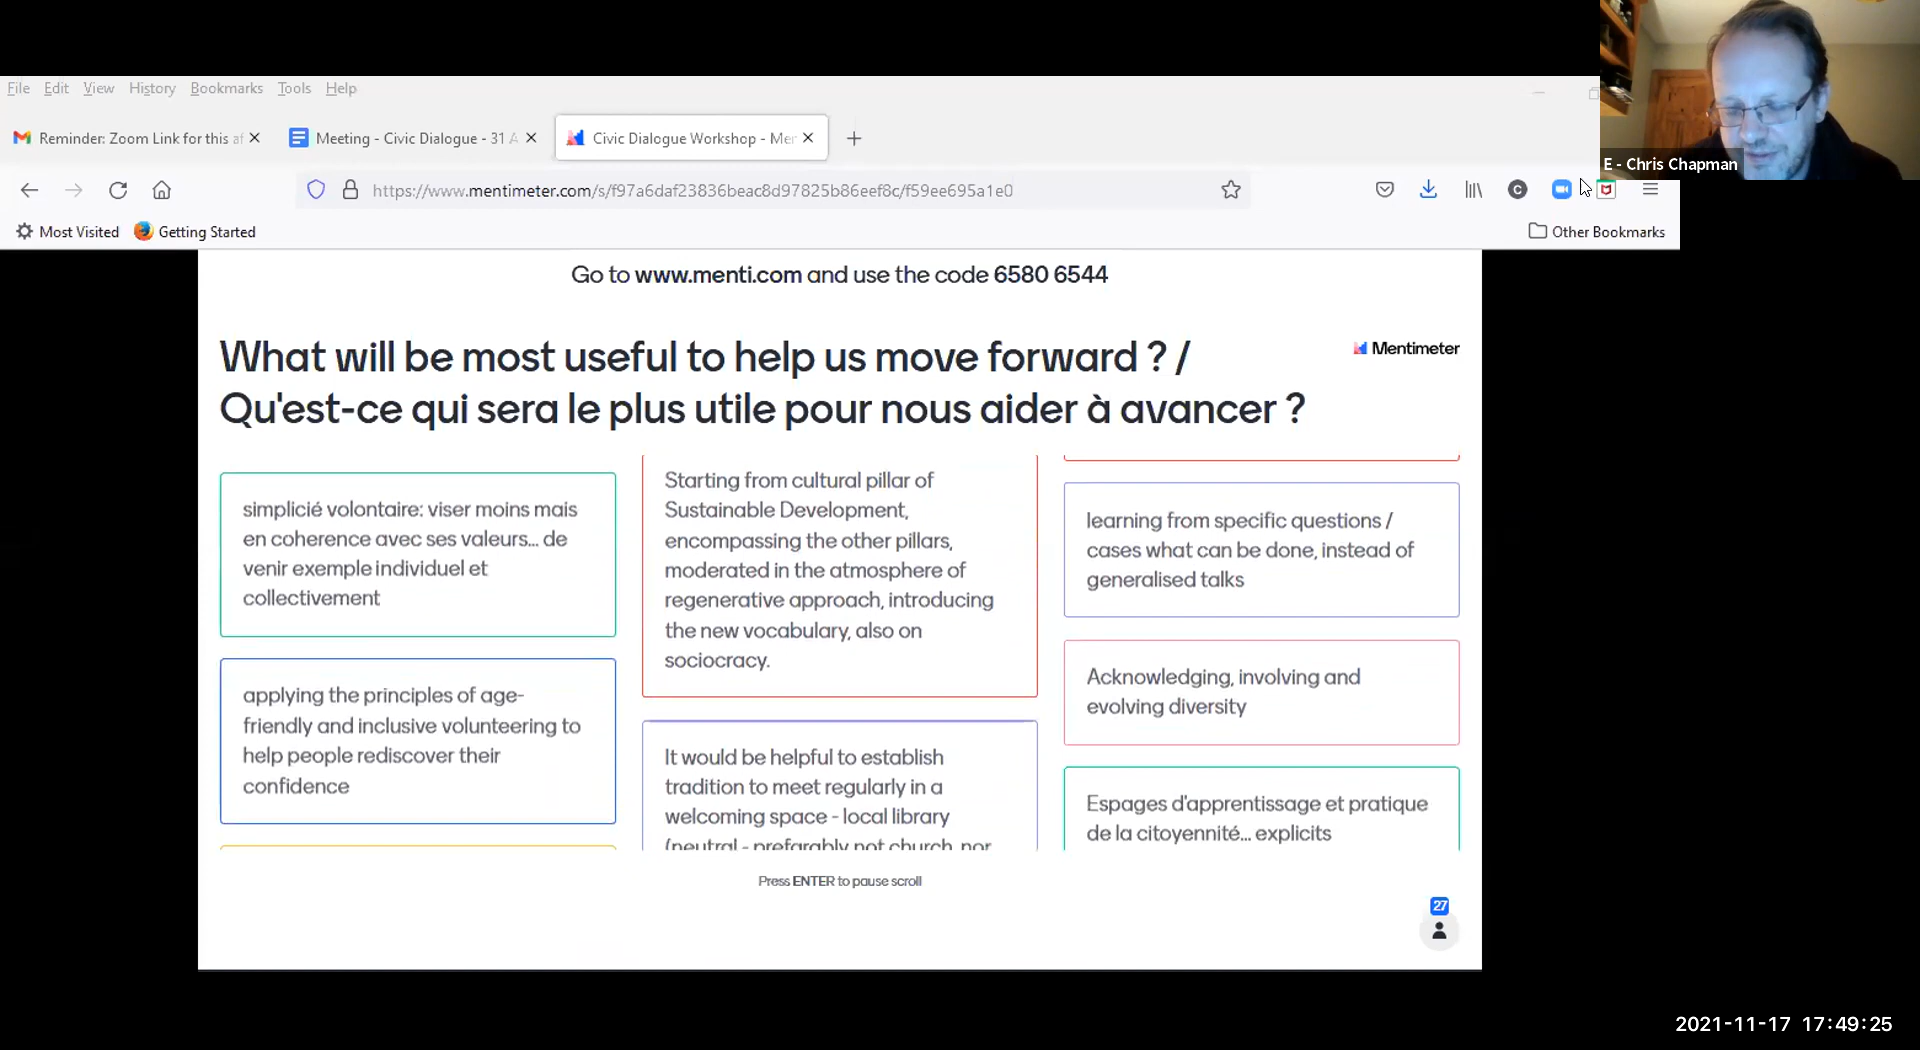 File Edit View History Bookmarks Tools Help
Reminder: Zoom Link for this af
Meeting - Civic Dialogue - 31 A
Civic Dialogue Workshop - Men
E - Chris Chapman
https://www.mentimeter.com/s/f97a6daf23836beac8d97825b86eef8c/f59ee695a1e0
C
Most Visited
Getting Started
Other Bookmarks
Go to www.menti.com and use the code 6580 6544
What will be most useful to help us move forward ? /
Qu'est-ce qui sera le plus utile pour nous aider à avancer ?
Mentimeter
simplicié volontaire: viser moins mais
en coherence avec ses valeurs... de
venir exemple individuel et
collectivement
applying the principles of age-
friendly and inclusive volunteering to
help people rediscover their
confidence
Starting from cultural pillar of
Sustainable Development,
encompassing the other pillars,
moderated in the atmosphere of
regenerative approach, introducing
the new vocabulary, also on
sociocracy.
It would be helpful to establish
tradition to meet regularly in a
welcoming space - local library
(neutral - prefarably not church, nor
learning from specific questions /
cases what can be done, instead of
generalised talks
Acknowledging, involving and
evolving diversity
Espages d'apprentissage et pratique
de la citoyennité... explicits
Press ENTER to pause scroll
27
2021-11-17 17:49:25